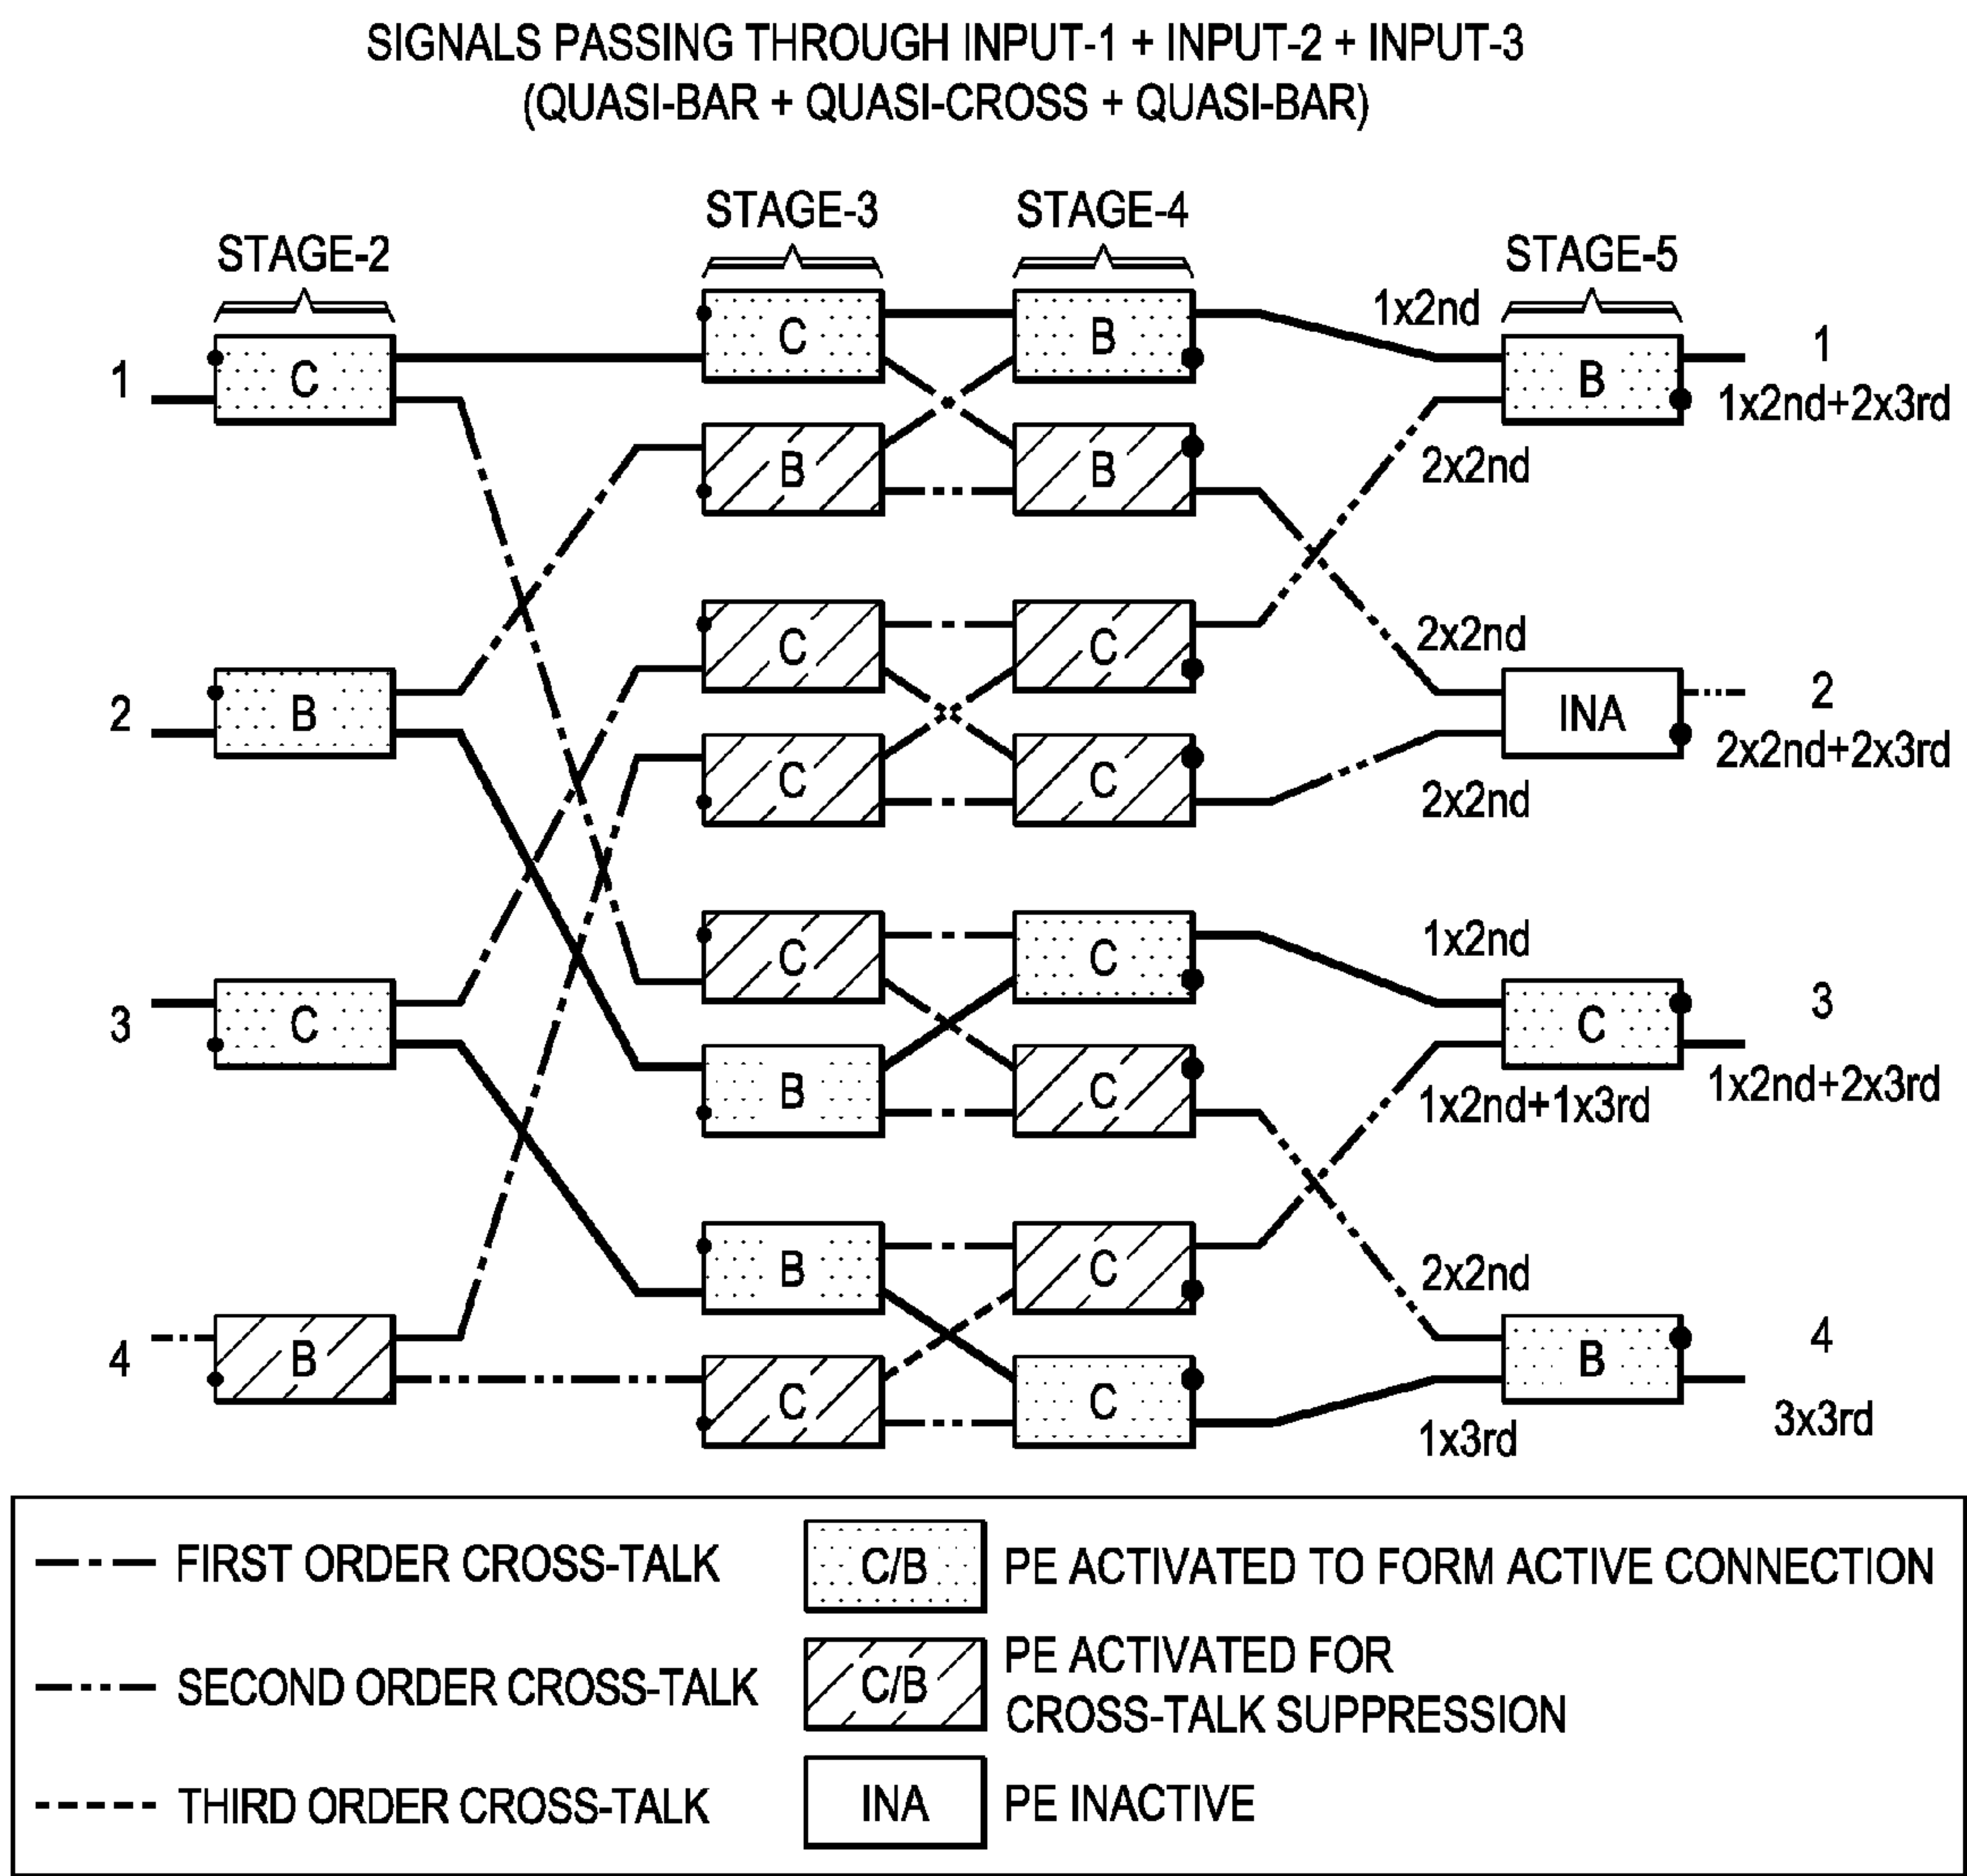 SIGNALS PASSING THROUGH INPUT-1 + INPUT-2 + INPUT-3
(QUASI-BAR + QUASI-CROSS + QUASI-BAR)
STAGE-2
STAGE-3
STAGE-4
STAGE-5
1
C
C
B
1x2nd
B
1
1x2nd+2x3rd
B
B
2x2nd
2
B
C
C
2x2nd
INA
2
2x2nd+2x3rd
C
C
2x2nd
3
C
C
C
1x2nd
C
3
1x2nd+2x3rd
B
C
1x2nd+1x3rd
4
B
B
C
2x2nd
B
4
3x3rd
C
C
1x3rd
FIRST ORDER CROSS-TALK
C/B
PE ACTIVATED TO FORM ACTIVE CONNECTION
SECOND ORDER CROSS-TALK
C/B
PE ACTIVATED FOR
CROSS-TALK SUPPRESSION
THIRD ORDER CROSS-TALK
INA
PE INACTIVE